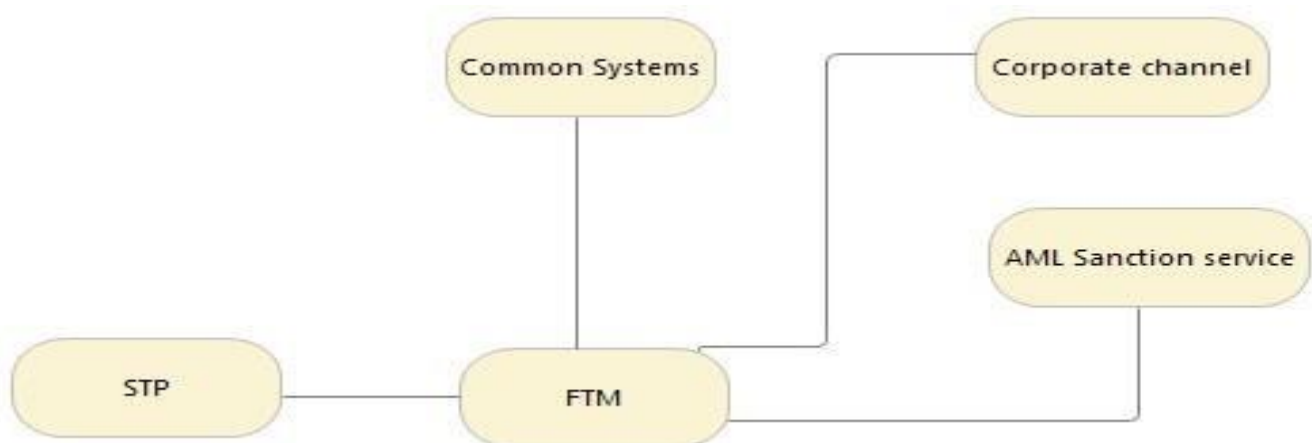 Common Systems
Corporate channel
AML Sanction service
STP
FTM